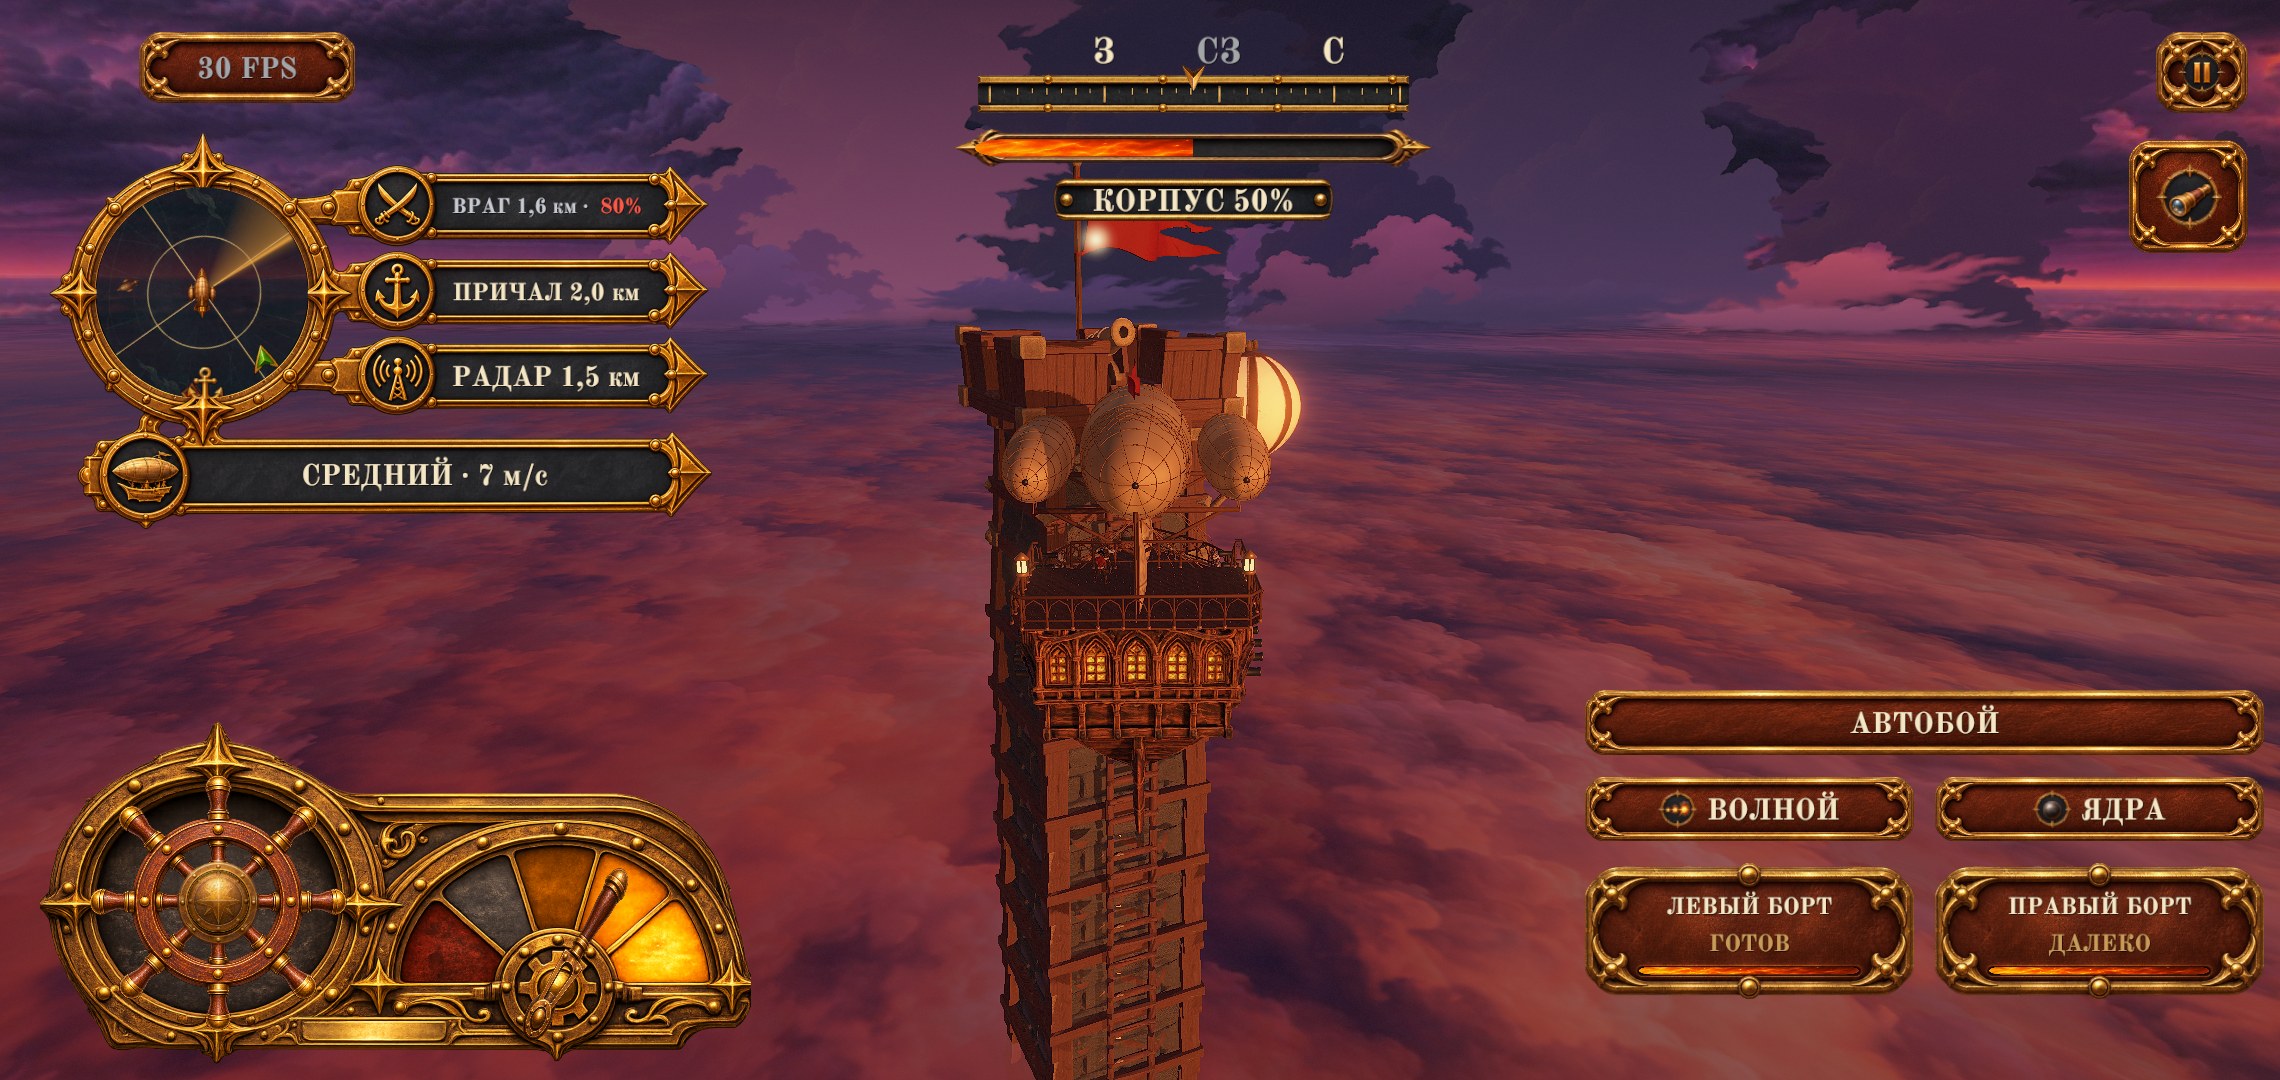 30 FPS
З СЗ С
КОРПУС 50%
ВРАГ 1,6 км · 80%
ПРИЧАЛ 2,0 км
РАДАР 1,5 км
СРЕДНИЙ · 7 м/с
АВТОБОЙ
ВОЛНОЙ
ЯДРА
ЛЕВЫЙ БОРТ
ГОТОВ
ПРАВЫЙ БОРТ
ДАЛЕКО